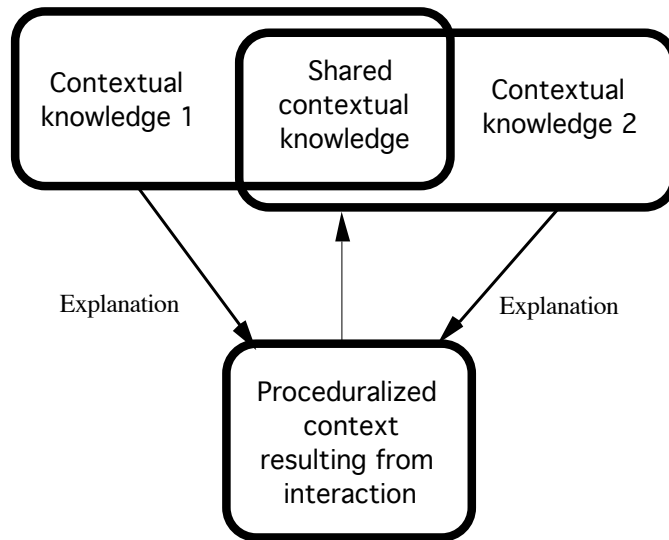 Contextual
knowledge 1
Shared
contextual
knowledge
Contextual
knowledge 2
Explanation
Explanation
Proceduralized
context
resulting from
interaction